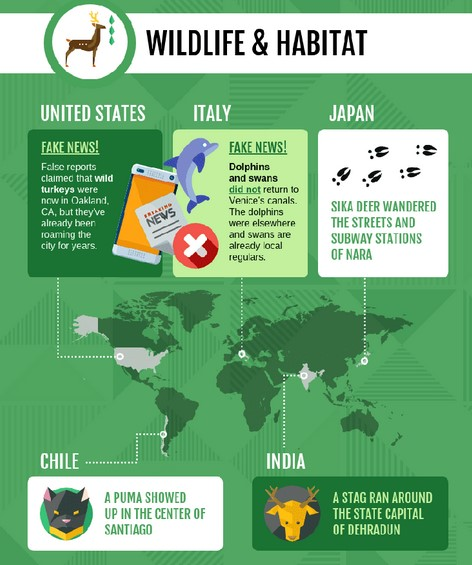 WILDLIFE & HABITAT
UNITED STATES
FAKE NEWS!
False reports
claimed that wild
turkeys were
now in Oakland,
CA, but they've
already been
roaming the
city for years.
BREAKING
NEWS
ITALY
FAKE NEWS!
Dolphins
and swans
did not return to
Venice's canals.
The dolphins
were elsewhere
and swans are
already local
regulars.
JAPAN
SIKA DEER WANDERED
THE STREETS AND
SUBWAY STATIONS
OF NARA
CHILE
A PUMA SHOWED
UP IN THE CENTER OF
SANTIAGO
INDIA
A STAG RAN AROUND
THE STATE CAPITAL
OF DEHRADUN